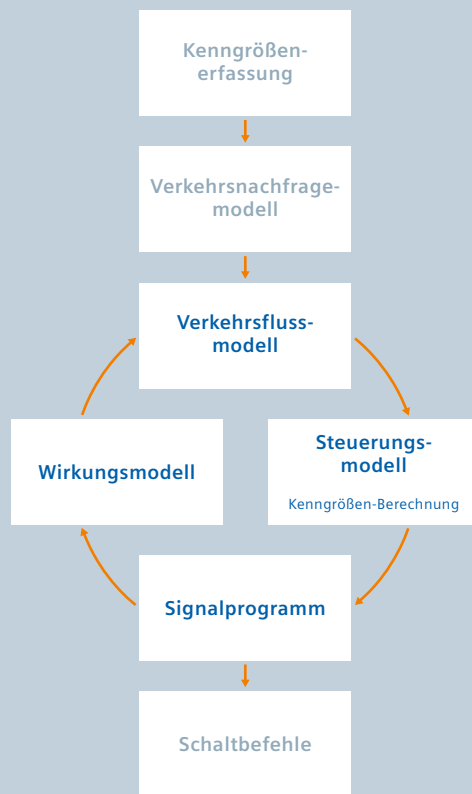 Kenngrößen-
erfassung
Verkehrsnachfrage-
modell
Verkehrsfluss-
modell
Wirkungsmodell
Steuerungs-
modell
Kenngrößen-Berechnung
Signalprogramm
Schaltbefehle